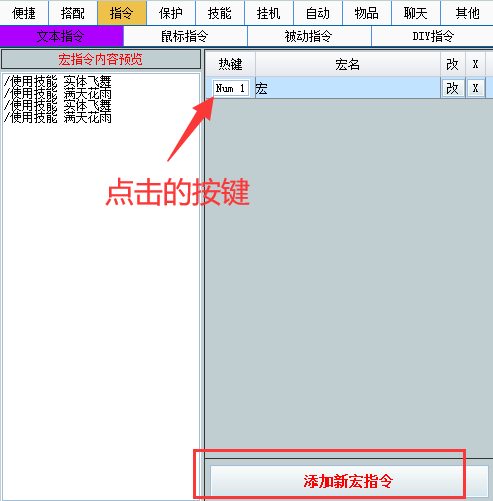 便捷 搭配 指令 保护 技能 挂机 自动 物品 聊天 其他
文本指令 鼠标指令 被动指令 DIY指令
宏指令内容预览
/使用技能 实体飞舞
/使用技能 满天花雨
/使用技能 实体飞舞
/使用技能 满天花雨
热键 宏名 改 X
Num 1 宏 改 X
点击的按键
添加新宏指令